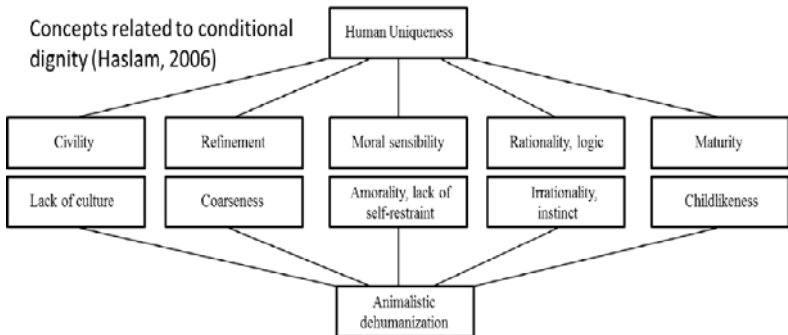 Concepts related to conditional
dignity (Haslam, 2006)
Human Uniqueness
Civility
Refinement
Moral sensibility
Rationality, logic
Maturity
Lack of culture
Coarseness
Amorality, lack of
self-restraint
Irrationality,
instinct
Childlikeness
Animalistic
dehumanization